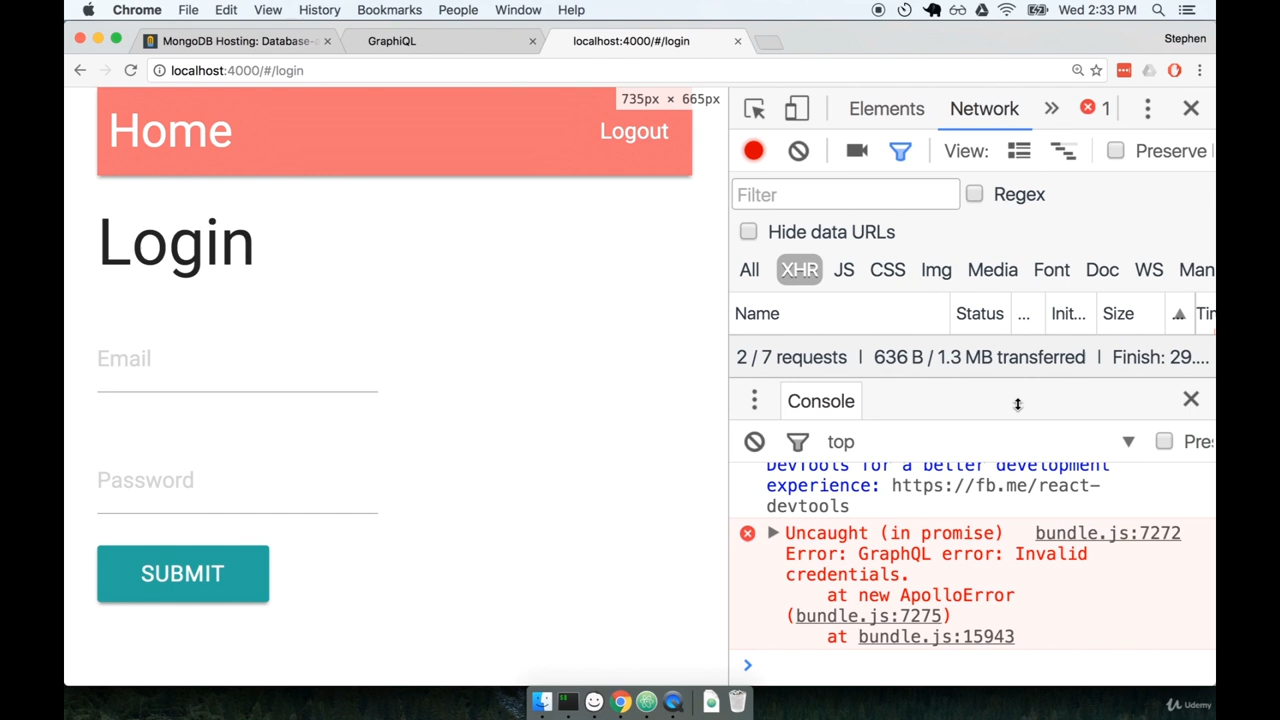 Chrome File Edit View History Bookmarks People Window Help Wed 2:33 PM
MongoDB Hosting: Database- GraphiQL localhost:4000/#/login Stephen
localhost:4000/#/login
735px × 665px
Home Logout
Login
Email
Password
SUBMIT
Elements Network 1
View: Preserve
Filter Regex
Hide data URLs
All XHR JS CSS Img Media Font Doc WS Man
Name Status ... Init... Size ... Tin
2 / 7 requests | 636 B / 1.3 MB transferred | Finish: 29....
Console
top Pre
DevTools for a better development
experience: https://fb.me/react-
devtools
Uncaught (in promise) bundle.js:7272
Error: GraphQL error: Invalid
credentials.
at new ApolloError
(bundle.js:7275)
at bundle.js:15943
Udemy